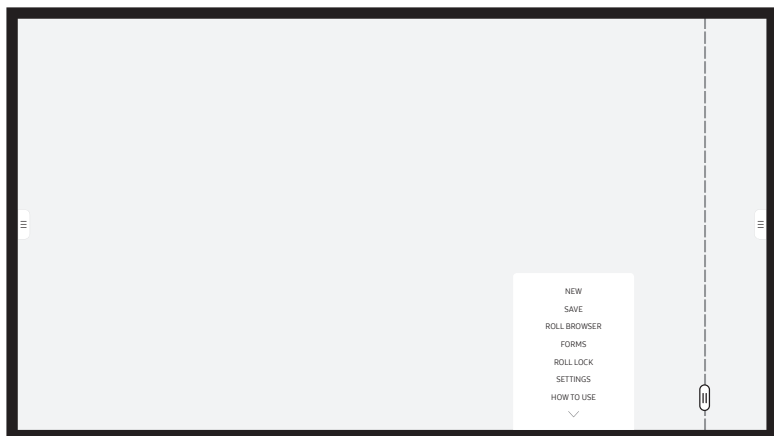 NEW
SAVE
ROLL BROWSER
FORMS
ROLL LOCK
SETTINGS
HOW TO USE